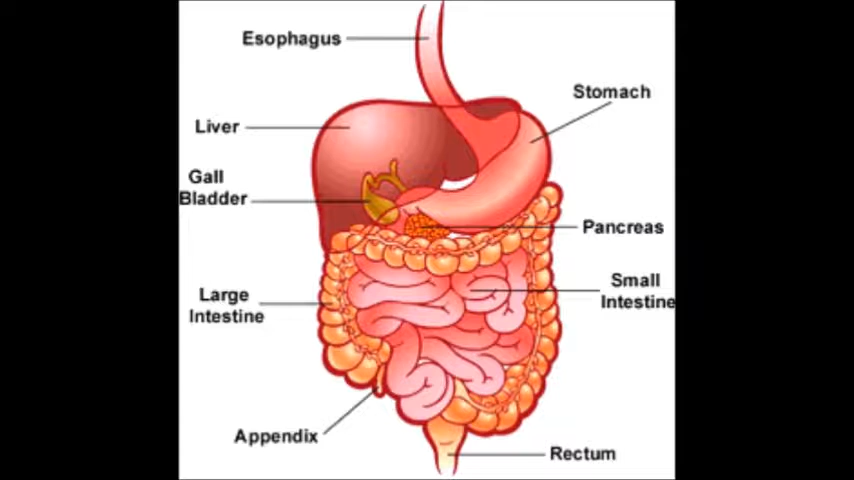 Esophagus
Stomach
Liver
Gall
Bladder
Pancreas
Small
Intestine
Large
Intestine
Appendix
Rectum